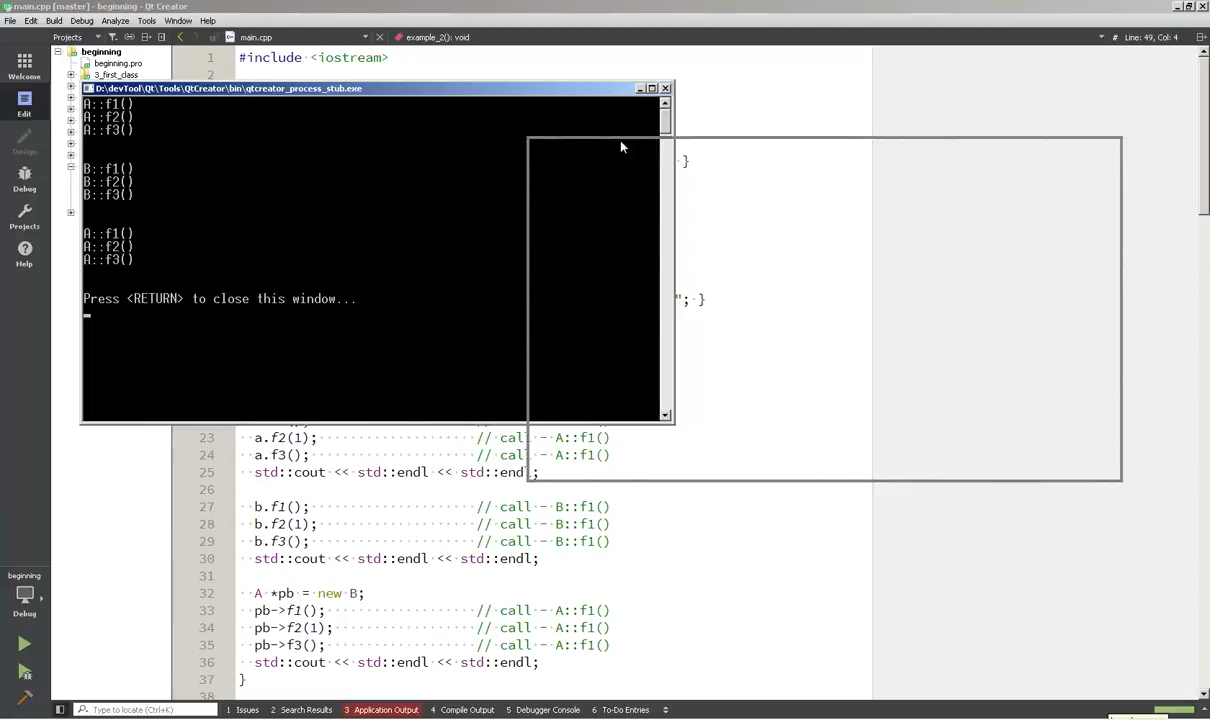 main.cpp [master] - beginning - Qt Creator
File Edit Build Debug Analyze Tools Window Help
Projects main.cpp example_2(): void Line: 49, Col: 4
beginning
beginning.pro
3_first_class
Welcome
Edit
Design
Debug
Projects
Help
beginning
Debug
1 #include <iostream>
2
D:\devTool\Qt\Tools\QtCreator\bin\qtcreator_process_stub.exe
A::f1()
A::f2()
A::f3()
B::f1()
B::f2()
B::f3()
A::f1()
A::f2()
A::f3()
Press <RETURN> to close this window...
}
"; }
23 a.f2(1); // call - A::f1()
24 a.f3(); // call - A::f1()
25 std::cout << std::endl << std::endl;
26
27 b.f1(); // call - B::f1()
28 b.f2(1); // call - B::f1()
29 b.f3(); // call - B::f1()
30 std::cout << std::endl << std::endl;
31
32 A *pb = new B;
33 pb->f1(); // call - A::f1()
34 pb->f2(1); // call - A::f1()
35 pb->f3(); // call - A::f1()
36 std::cout << std::endl << std::endl;
37 }
38
Type to locate (Ctrl+K) 1 Issues 2 Search Results 3 Application Output 4 Compile Output 5 Debugger Console 6 To-Do Entries